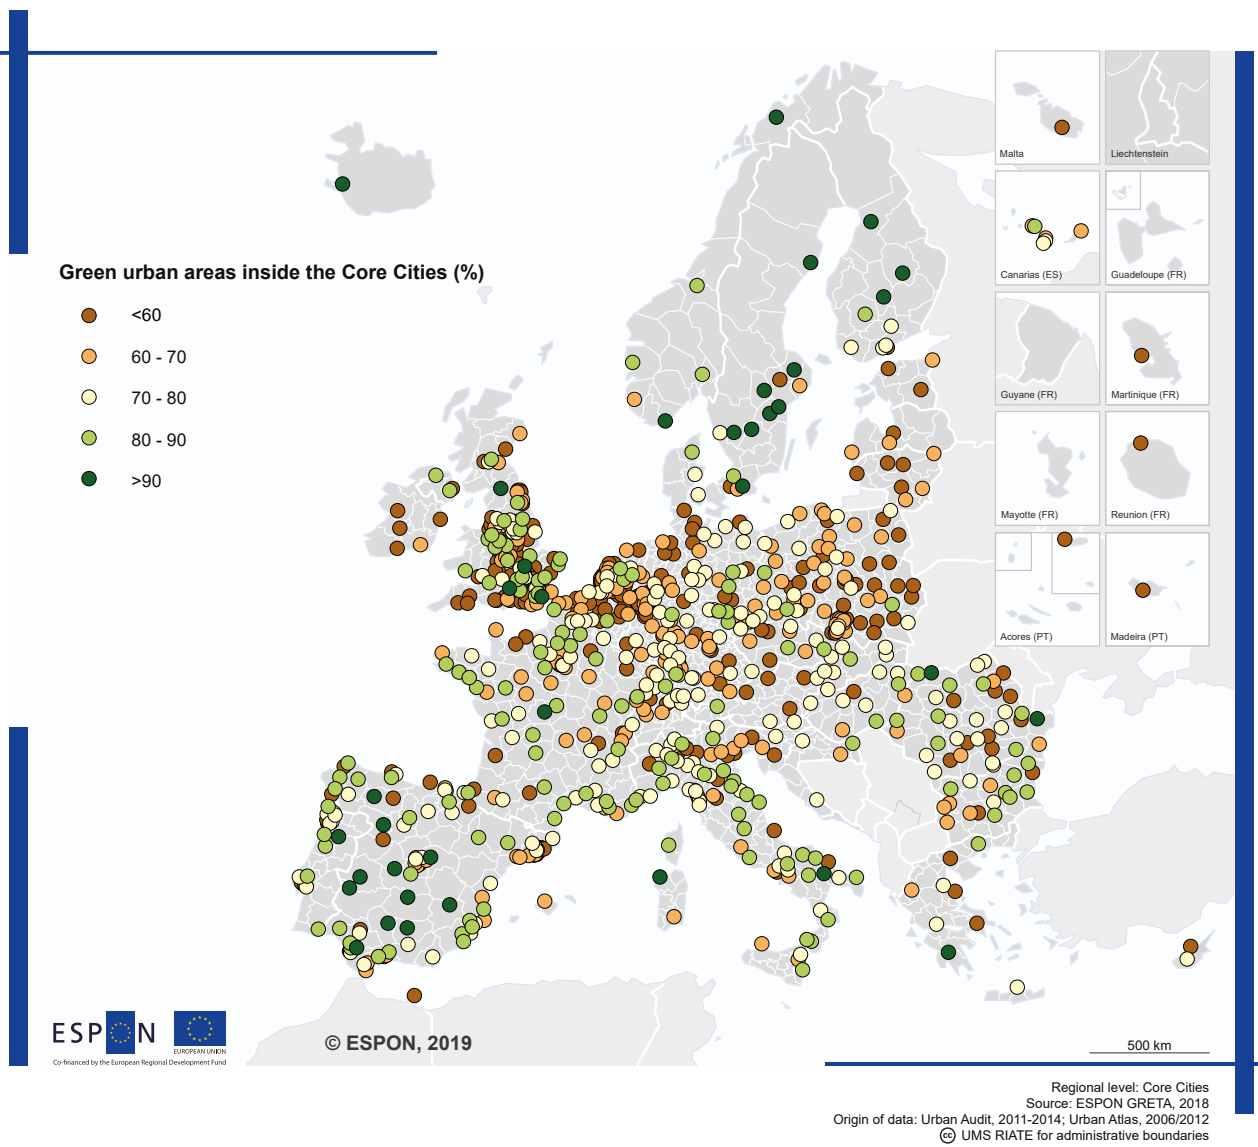 Malta
Liechtenstein
Canarias (ES)
Guadeloupe (FR)
Green urban areas inside the Core Cities (%)
<60
60 - 70
70 - 80
80 - 90
>90
Guyane (FR)
Martinique (FR)
Mayotte (FR)
Reunion (FR)
Acores (PT)
Madeira (PT)
ESPON
EUROPEAN UNION
Co-financed by the European Regional Development Fund
© ESPON, 2019
500 km
Regional level: Core Cities
Source: ESPON GRETA, 2018
Origin of data: Urban Audit, 2011-2014; Urban Atlas, 2006/2012
cc UMS RIATE for administrative boundaries